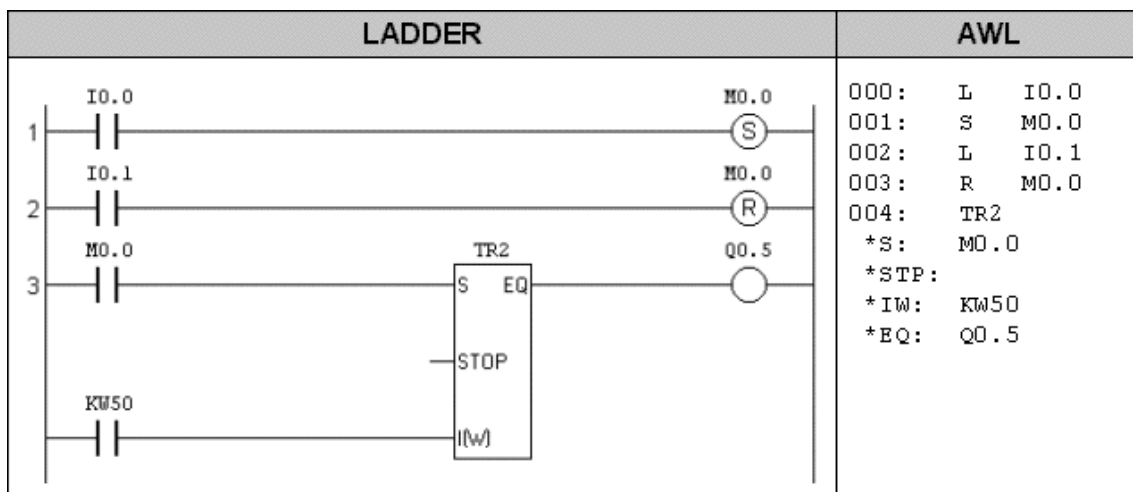 LADDER
AWL
I0.0
M0.0
1
S
I0.1
M0.0
2
R
M0.0
TR2
Q0.5
3
S EQ
STOP
KW50
I(W)
000: L I0.0
001: S M0.0
002: L I0.1
003: R M0.0
004: TR2
*S: M0.0
*STP:
*IW: KW50
*EQ: Q0.5